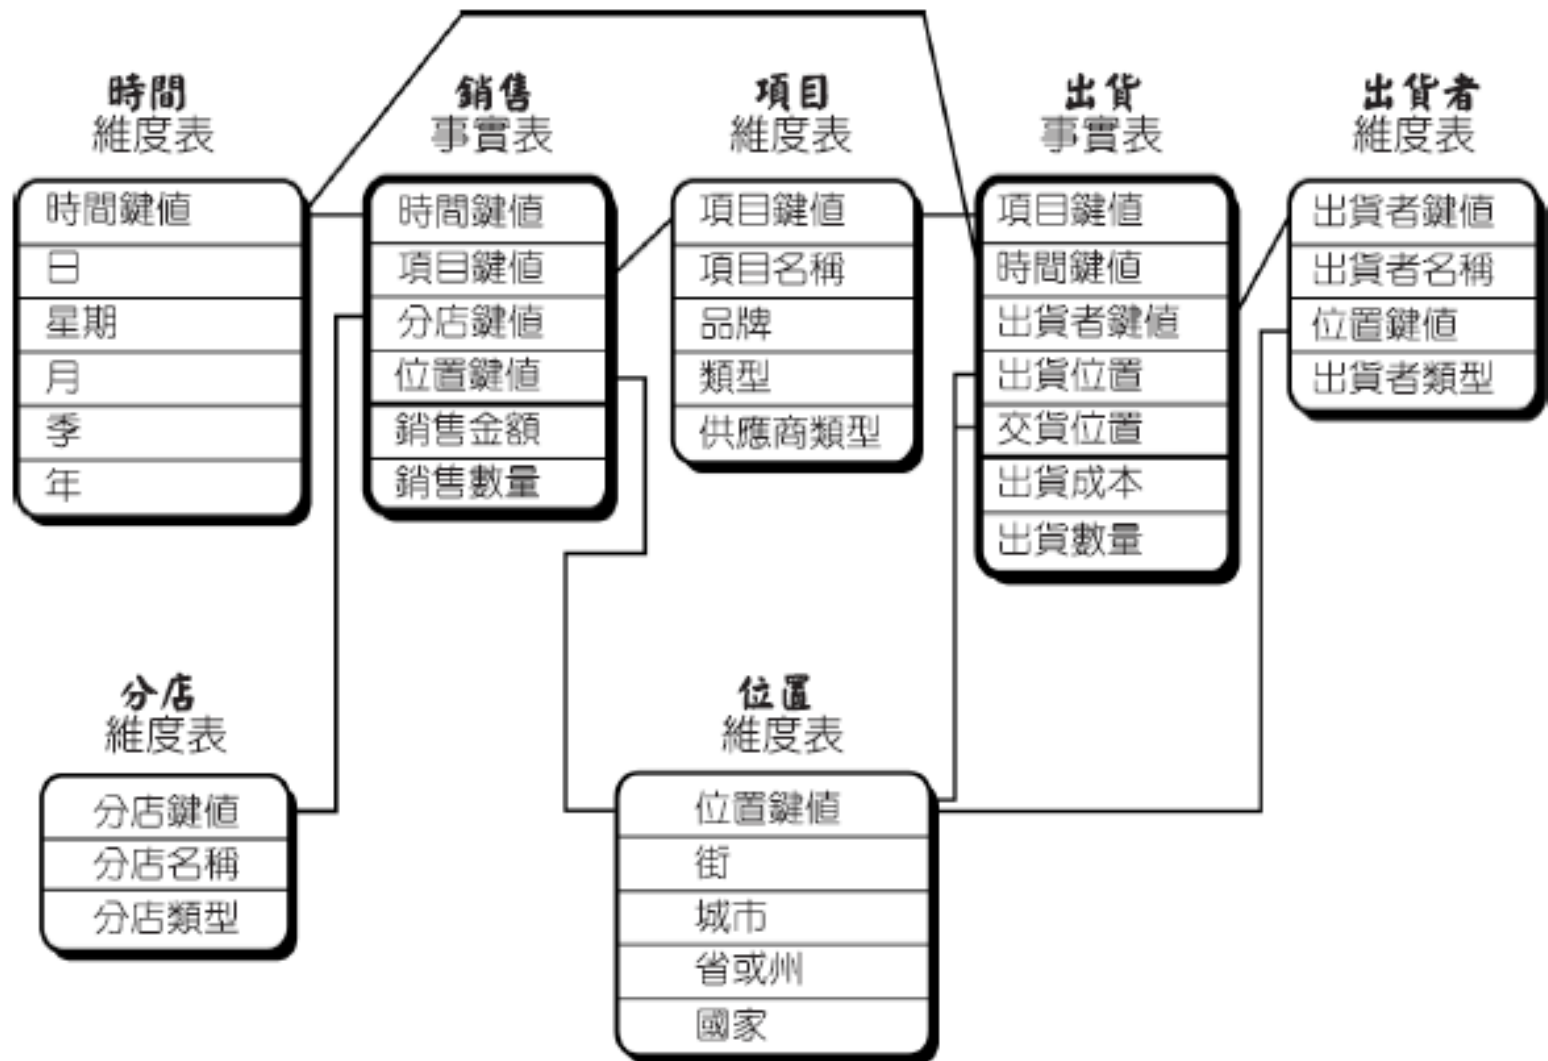 時間
維度表
時間鍵值
日
星期
月
季
年
銷售
事實表
時間鍵值
項目鍵值
分店鍵值
位置鍵值
銷售金額
銷售數量
項目
維度表
項目鍵值
項目名稱
品牌
類型
供應商類型
出貨
事實表
項目鍵值
時間鍵值
出貨者鍵值
出貨位置
交貨位置
出貨成本
出貨數量
出貨者
維度表
出貨者鍵值
出貨者名稱
位置鍵值
出貨者類型
分店
維度表
分店鍵值
分店名稱
分店類型
位置
維度表
位置鍵值
街
城市
省或州
國家